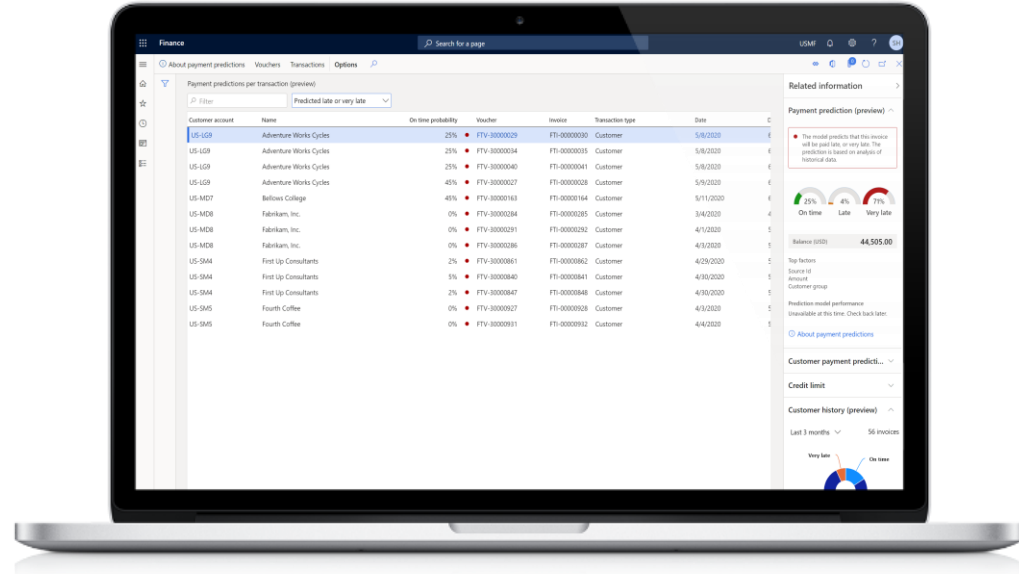 Finance
Search for a page
USMF
?
SH
About payment predictions Vouchers Transactions Options
0
Payment predictions per transaction (preview)
Filter
Predicted late or very late
Customer account Name On time probability Voucher Invoice Transaction type Date D
US-LG9 Adventure Works Cycles 25% FTV-30000029 FTI-00000030 Customer 5/8/2020 6
US-LG9 Adventure Works Cycles 25% FTV-30000034 FTI-00000035 Customer 5/8/2020 6
US-LG9 Adventure Works Cycles 25% FTV-30000040 FTI-00000041 Customer 5/8/2020 6
US-LG9 Adventure Works Cycles 45% FTV-30000027 FTI-00000028 Customer 5/9/2020 6
US-MD7 Bellows College 45% FTV-30000163 FTI-00000164 Customer 5/11/2020 6
US-MD8 Fabrikam, Inc. 0% FTV-30000284 FTI-00000285 Customer 3/4/2020 4
US-MD8 Fabrikam, Inc. 0% FTV-30000291 FTI-00000292 Customer 4/1/2020 5
US-MD8 Fabrikam, Inc. 0% FTV-30000286 FTI-00000287 Customer 4/3/2020 5
US-SM4 First Up Consultants 2% FTV-30000861 FTI-00000862 Customer 4/29/2020 5
US-SM4 First Up Consultants 5% FTV-30000840 FTI-00000841 Customer 4/30/2020 5
US-SM4 First Up Consultants 2% FTV-30000847 FTI-00000848 Customer 4/30/2020 5
US-SM5 Fourth Coffee 0% FTV-30000927 FTI-00000928 Customer 4/3/2020 5
US-SM5 Fourth Coffee 0% FTV-30000931 FTI-00000932 Customer 4/4/2020 5
Related information
Payment prediction (preview)
The model predicts that this invoice
will be paid late, or very late. The
prediction is based on analysis of
historical data.
25% 4% 71%
On time Late Very late
Balance (USD) 44,505.00
Top factors
Source Id
Amount
Customer group
Prediction model performance
Unavailable at this time. Check back later.
About payment predictions
Customer payment predicti...
Credit limit
Customer history (preview)
Last 3 months 56 invoices
Very late On time